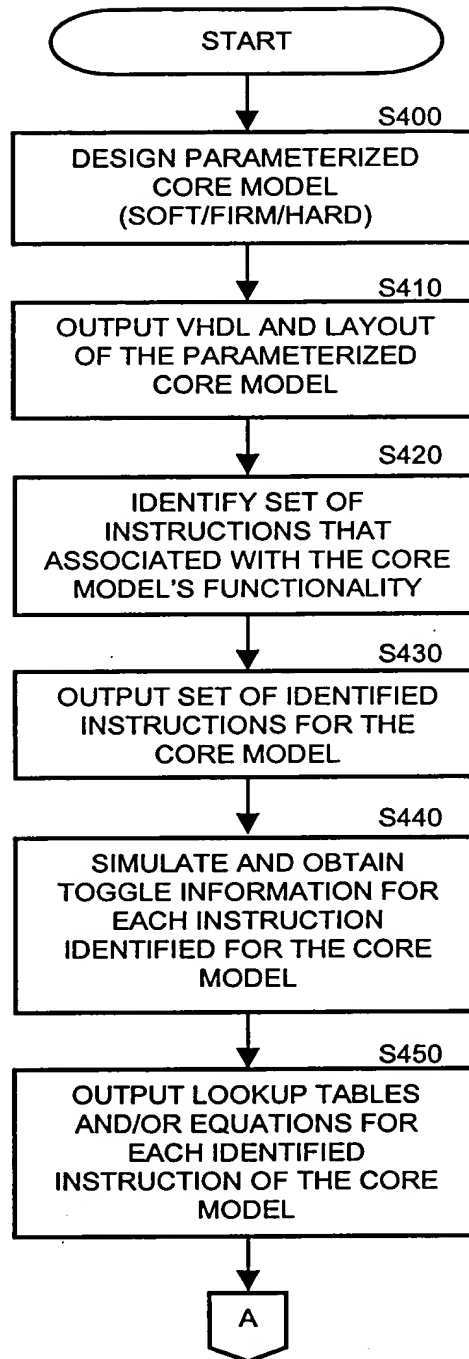 START
S400
DESIGN PARAMETERIZED
CORE MODEL
(SOFT/FIRM/HARD)
S410
OUTPUT VHDL AND LAYOUT
OF THE PARAMETERIZED
CORE MODEL
S420
IDENTIFY SET OF
INSTRUCTIONS THAT
ASSOCIATED WITH THE CORE
MODEL'S FUNCTIONALITY
S430
OUTPUT SET OF IDENTIFIED
INSTRUCTIONS FOR THE
CORE MODEL
S440
SIMULATE AND OBTAIN
TOGGLE INFORMATION FOR
EACH INSTRUCTION
IDENTIFIED FOR THE CORE
MODEL
S450
OUTPUT LOOKUP TABLES
AND/OR EQUATIONS FOR
EACH IDENTIFIED
INSTRUCTION OF THE CORE
MODEL
A